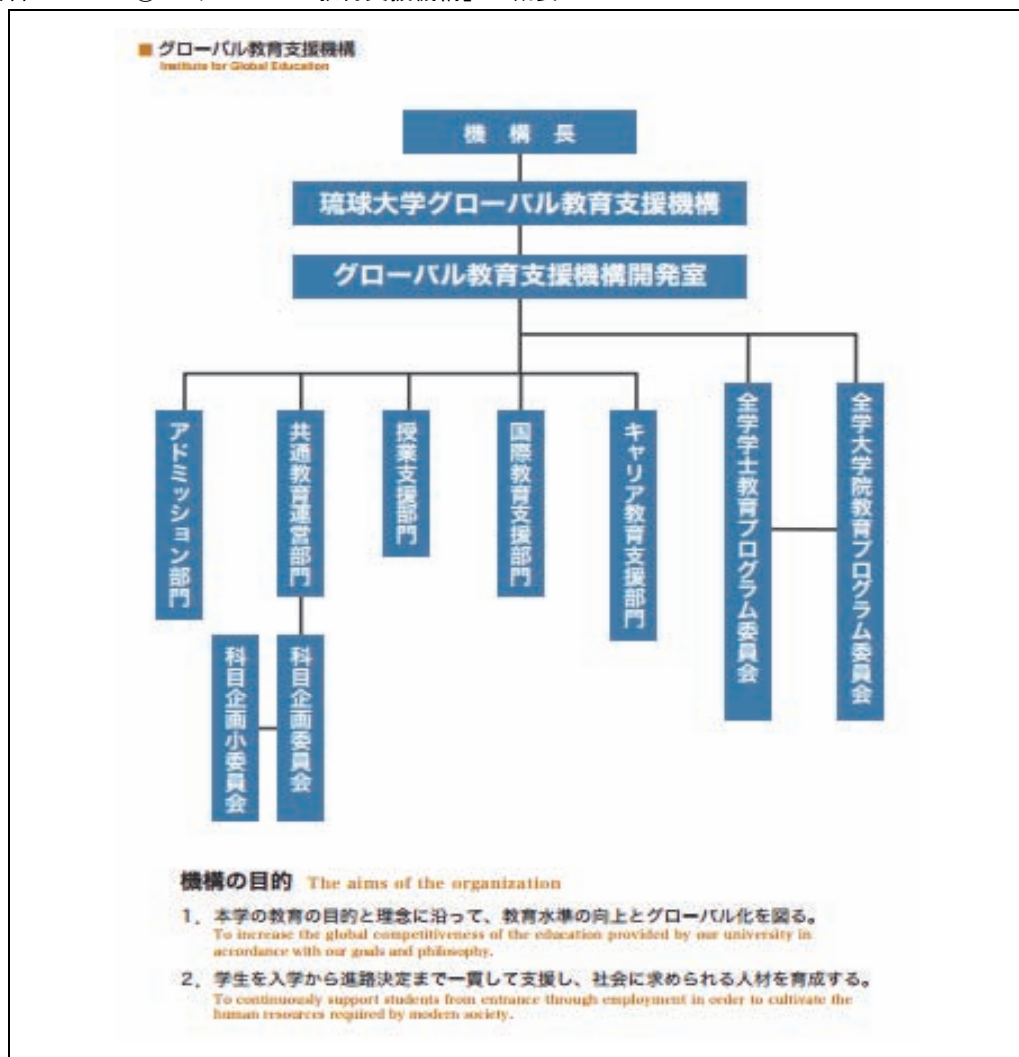 ■ グローバル教育支援機構
Institute for Global Education
機 構 長
琉球大学グローバル教育支援機構
グローバル教育支援機構開発室
アドミッション部門
共通教育運営部門
授業支援部門
国際教育支援部門
キャリア教育支援部門
全学学士教育プログラム委員会
全学大学院教育プログラム委員会
科目企画小委員会
科目企画委員会
機構の目的 The aims of the organization
1．本学の教育の目的と理念に沿って、教育水準の向上とグローバル化を図る。
To increase the global competitiveness of the education provided by our university in
accordance with our goals and philosophy.
2．学生を入学から進路決定まで一貫して支援し、社会に求められる人材を育成する。
To continuously support students from entrance through employment in order to cultivate the
human resources required by modern society.